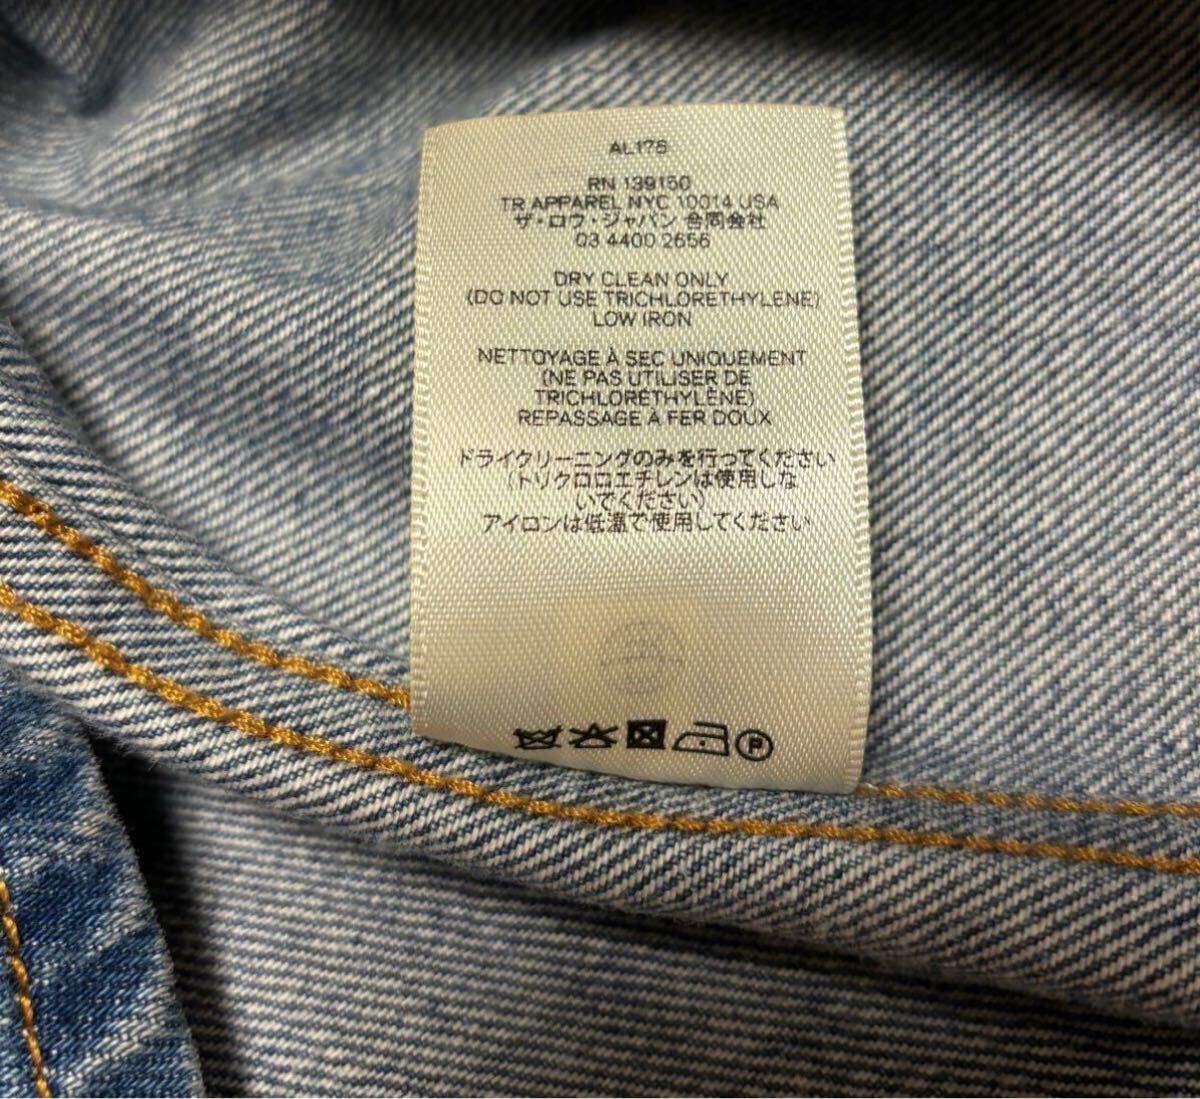 AL176
RN 139150
TR APPAREL NYC 10014 USA
ザ・ロウ・ジャパン 合同会社
03 4400 2656
DRY CLEAN ONLY
(DO NOT USE TRICHLORETHYLENE)
LOW IRON
NETTOYAGE À SEC UNIQUEMENT
(NE PAS UTILISER DE
TRICHLORÉTHYLÈNE)
REPASSAGE À FER DOUX
ドライクリーニングのみを行ってください
(トリクロロエチレンは使用しな
いでください)
アイロンは低温で使用してください
P